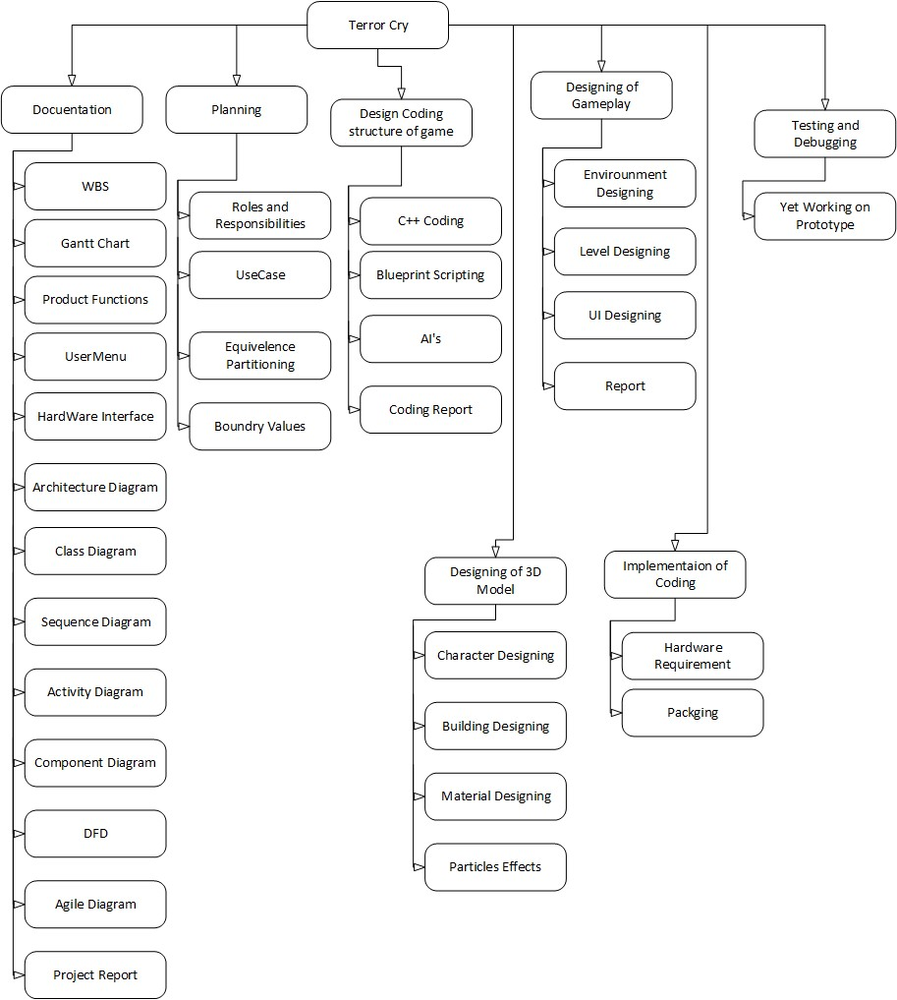 Terror Cry
Docuentation
WBS
Gantt Chart
Product Functions
UserMenu
HardWare Interface
Architecture Diagram
Class Diagram
Sequence Diagram
Activity Diagram
Component Diagram
DFD
Agile Diagram
Project Report
Planning
Roles and
Responsibilities
UseCase
Equivelence
Partitioning
Boundry Values
Design Coding
structure of game
C++ Coding
Blueprint Scripting
AI's
Coding Report
Designing of 3D
Model
Character Designing
Building Designing
Material Designing
Particles Effects
Designing of
Gameplay
Envirounment
Designing
Level Designing
UI Designing
Report
Implementaion of
Coding
Hardware
Requirement
Packging
Testing and
Debugging
Yet Working on
Prototype